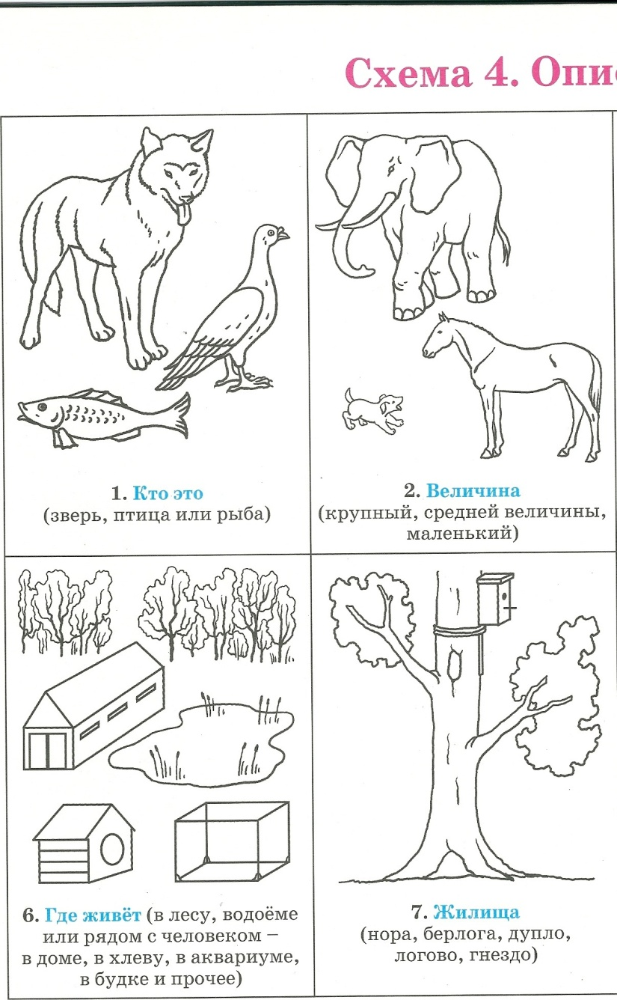 Схема 4. Опи
1. Кто это
(зверь, птица или рыба)
2. Величина
(крупный, средней величины,
маленький)
6. Где живёт (в лесу, водоёме
или рядом с человеком –
в доме, в хлеву, в аквариуме,
в будке и прочее)
7. Жилища
(нора, берлога, дупло,
логово, гнездо)